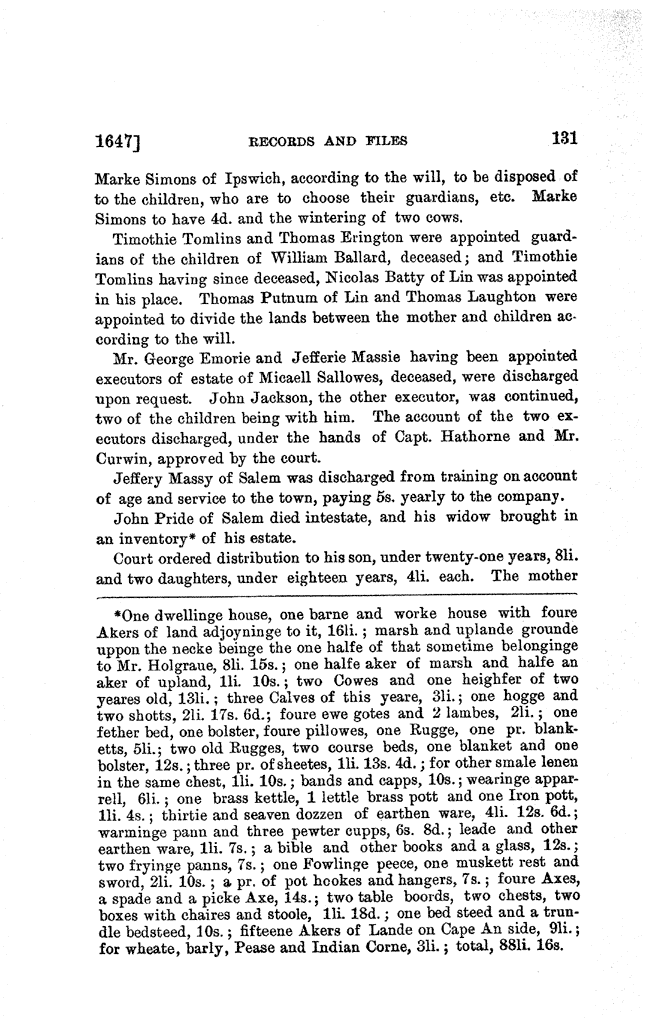 1647] RECORDS AND FILES 131
Marke Simons of Ipswich, according to the will, to be disposed of
to the children, who are to choose their guardians, etc. Marke
Simons to have 4d. and the wintering of two cows.
Timothie Tomlins and Thomas Erington were appointed guard-
ians of the children of William Ballard, deceased; and Timothie
Tomlins having since deceased, Nicolas Batty of Lin was appointed
in his place. Thomas Putnum of Lin and Thomas Laughton were
appointed to divide the lands between the mother and children ac-
cording to the will.
Mr. George Emorie and Jefferie Massie having been appointed
executors of estate of Micaell Sallowes, deceased, were discharged
upon request. John Jackson, the other executor, was continued,
two of the children being with him. The account of the two ex-
ecutors discharged, under the hands of Capt. Hathorne and Mr.
Curwin, approved by the court.
Jeffery Massy of Salem was discharged from training on account
of age and service to the town, paying 5s. yearly to the company.
John Pride of Salem died intestate, and his widow brought in
an inventory* of his estate.
Court ordered distribution to his son, under twenty-one years, 8li.
and two daughters, under eighteen years, 4li. each. The mother
*One dwellinge house, one barne and worke house with foure
Akers of land adjoyninge to it, 16li.; marsh and uplande grounde
uppon the necke beinge the one halfe of that sometime belonginge
to Mr. Holgraue, 8li. 15s.; one halfe aker of marsh and halfe an
aker of upland, 1li. 10s.; two Cowes and one heighfer of two
yeares old, 13li.; three Calves of this yeare, 3li.; one hogge and
two shotts, 2li. 17s. 6d.; foure ewe gotes and 2 lambes, 2li.; one
fether bed, one bolster, foure pillowes, one Rugge, one pr. blank-
etts, 5li.; two old Rugges, two course beds, one blanket and one
bolster, 12s.; three pr. of sheetes, 1li. 13s. 4d.; for other smale lenen
in the same chest, 1li. 10s.; bands and capps, 10s.; wearinge appar-
rell, 6li.; one brass kettle, 1 lettle brass pott and one Iron pott,
1li. 4s.; thirtie and seaven dozzen of earthen ware, 4li. 12s. 6d.;
warminge pann and three pewter cupps, 6s. 8d.; leade and other
earthen ware, 1li. 7s.; a bible and other books and a glass, 12s.;
two fryinge panns, 7s.; one Fowlinge peece, one muskett rest and
sword, 2li. 10s.; a pr. of pot hookes and hangers, 7s.; foure Axes,
a spade and a picke Axe, 14s.; two table boords, two chests, two
boxes with chaires and stoole, 1li. 18d.; one bed steed and a trun-
dle bedsteed, 10s.; fifteene Akers of Lande on Cape An side, 9li.;
for wheate, barly, Pease and Indian Corne, 3li.; total, 88li. 16s.